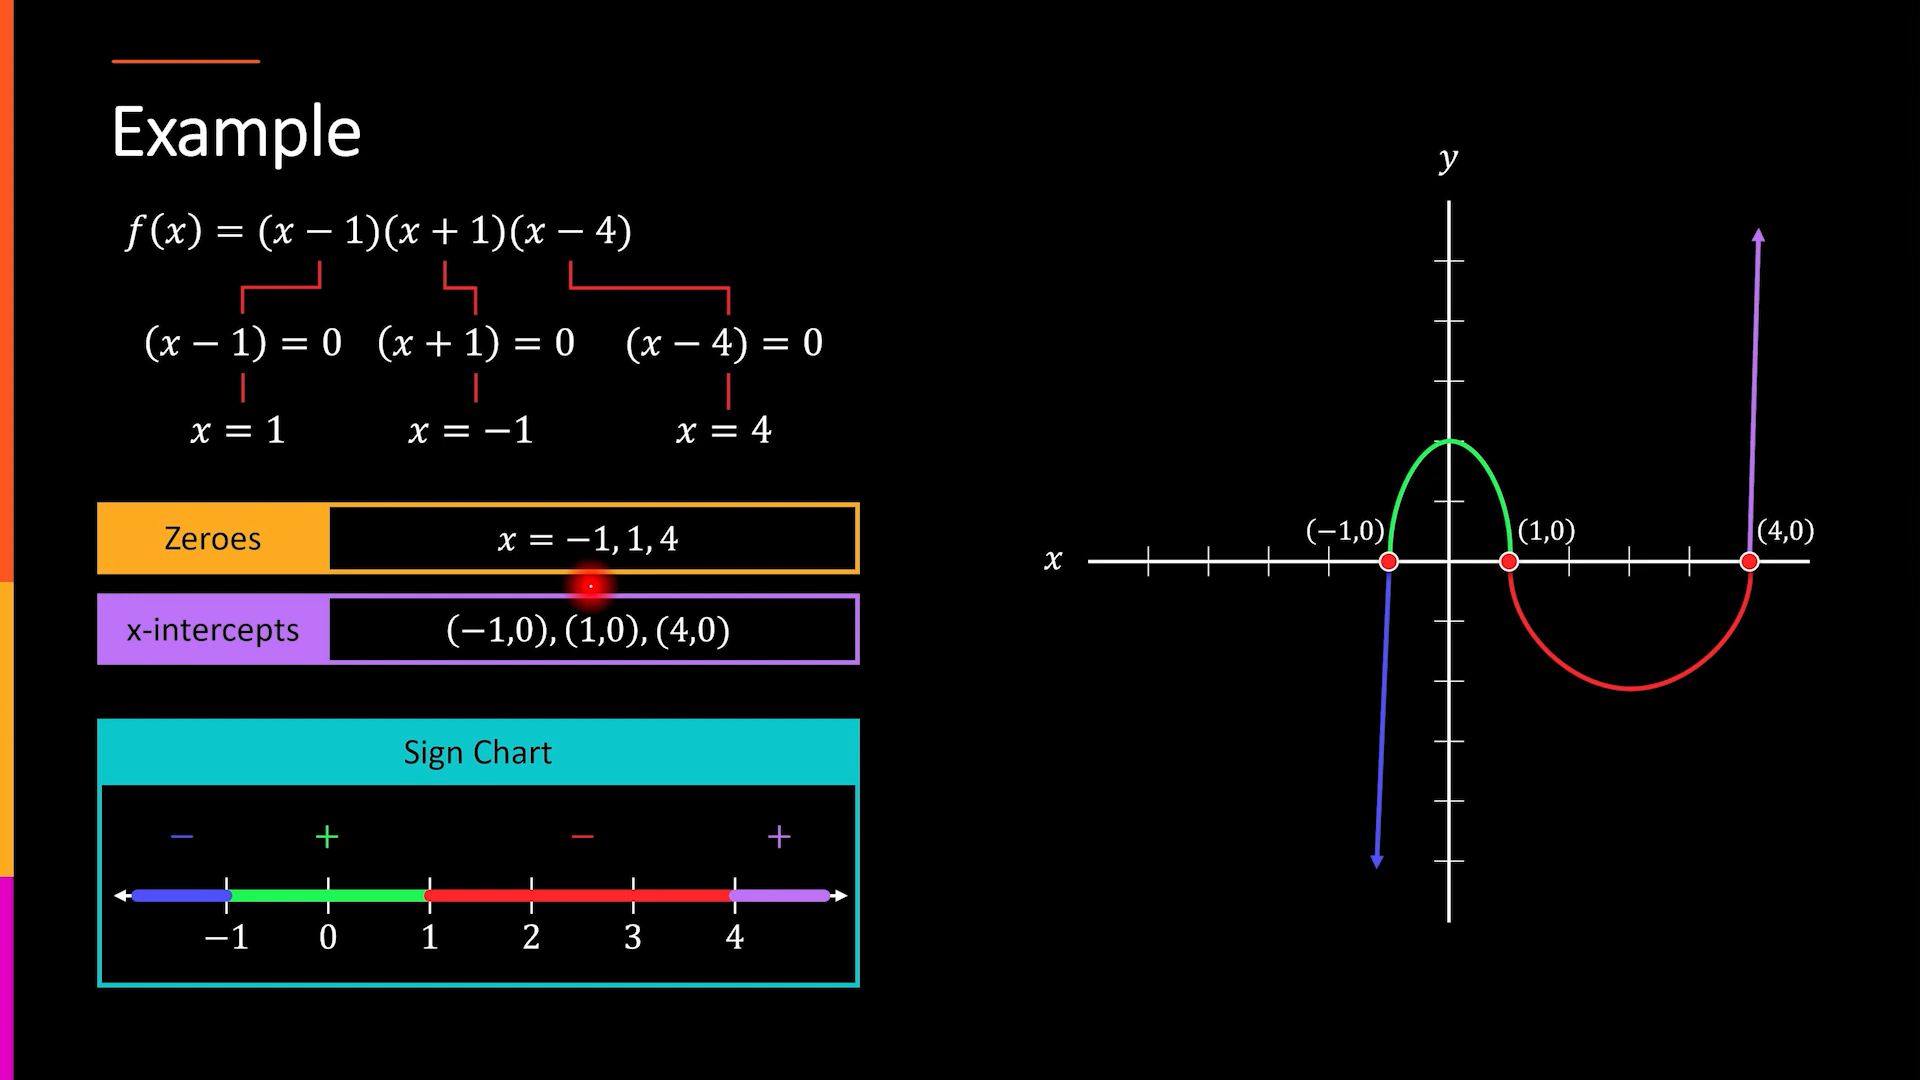 Example
f(x) = (x − 1)(x + 1)(x − 4)
(x − 1) = 0 (x + 1) = 0 (x − 4) = 0
x = 1 x = −1 x = 4
Zeroes x = −1, 1, 4
x-intercepts (−1,0), (1,0), (4,0)
Sign Chart
− + − +
−1 0 1 2 3 4
y
(−1,0) (1,0) (4,0)
x